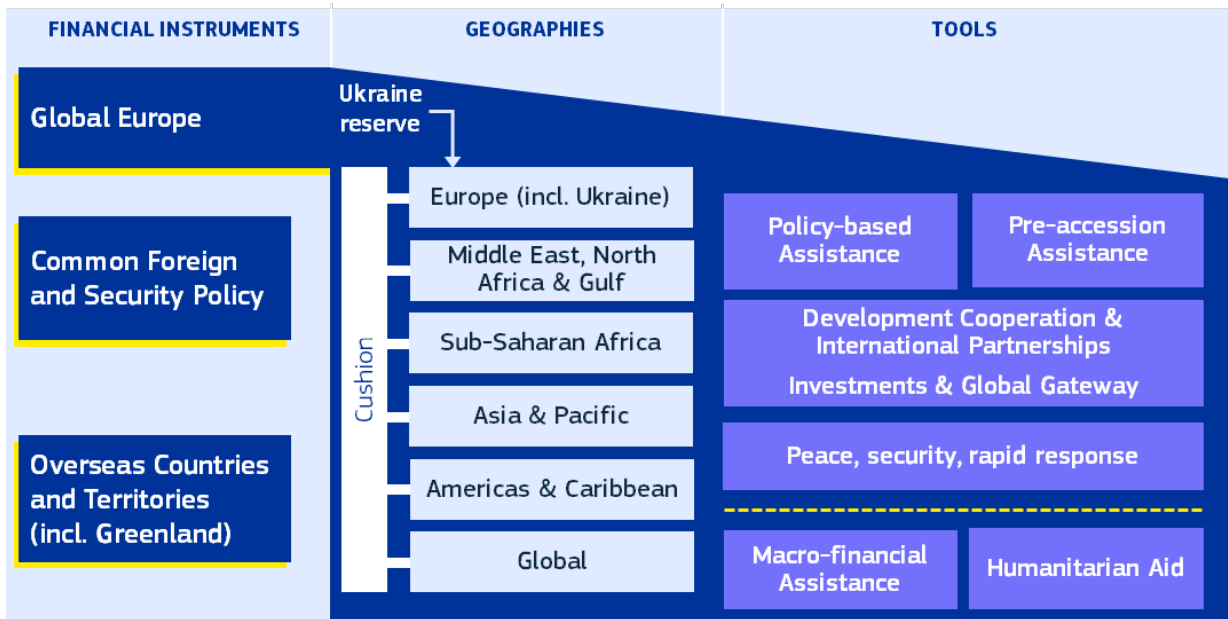 FINANCIAL INSTRUMENTS
GEOGRAPHIES
TOOLS
Global Europe
Common Foreign
and Security Policy
Overseas Countries
and Territories
(incl. Greenland)
Ukraine
reserve
Cushion
Europe (incl. Ukraine)
Middle East, North
Africa & Gulf
Sub-Saharan Africa
Asia & Pacific
Americas & Caribbean
Global
Policy-based
Assistance
Pre-accession
Assistance
Development Cooperation &
International Partnerships
Investments & Global Gateway
Peace, security, rapid response
Macro-financial
Assistance
Humanitarian Aid